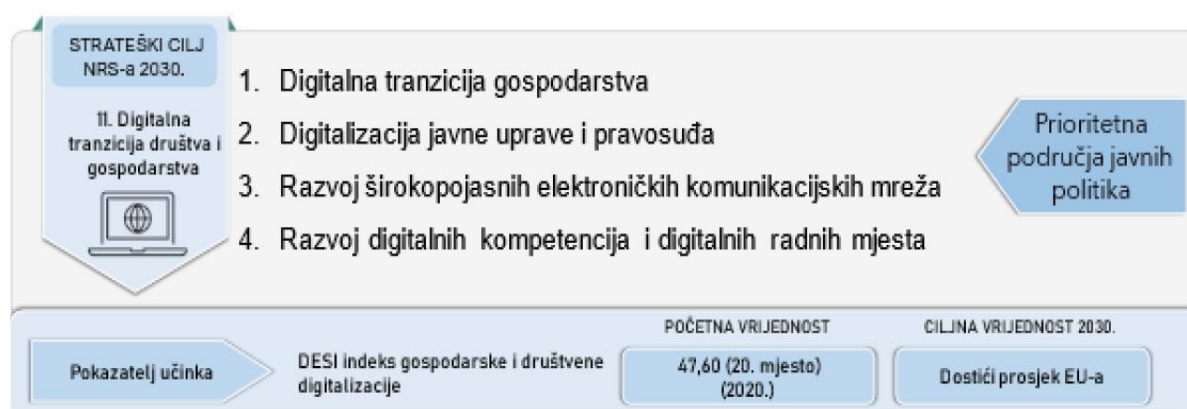 STRATEŠKI CILJ
NRS-a 2030.
11. Digitalna
tranzicija društva i
gospodarstva
1. Digitalna tranzicija gospodarstva
2. Digitalizacija javne uprave i pravosuđa
3. Razvoj širokopojasnih elektroničkih komunikacijskih mreža
4. Razvoj digitalnih kompetencija i digitalnih radnih mjesta
Prioritetna
područja javnih
politika
Pokazatelj učinka
DESI indeks gospodarske i društvene
digitalizacije
POČETNA VRIJEDNOST
47,60 (20. mjesto)
(2020.)
CILJNA VRIJEDNOST 2030.
Dostići prosjek EU-a